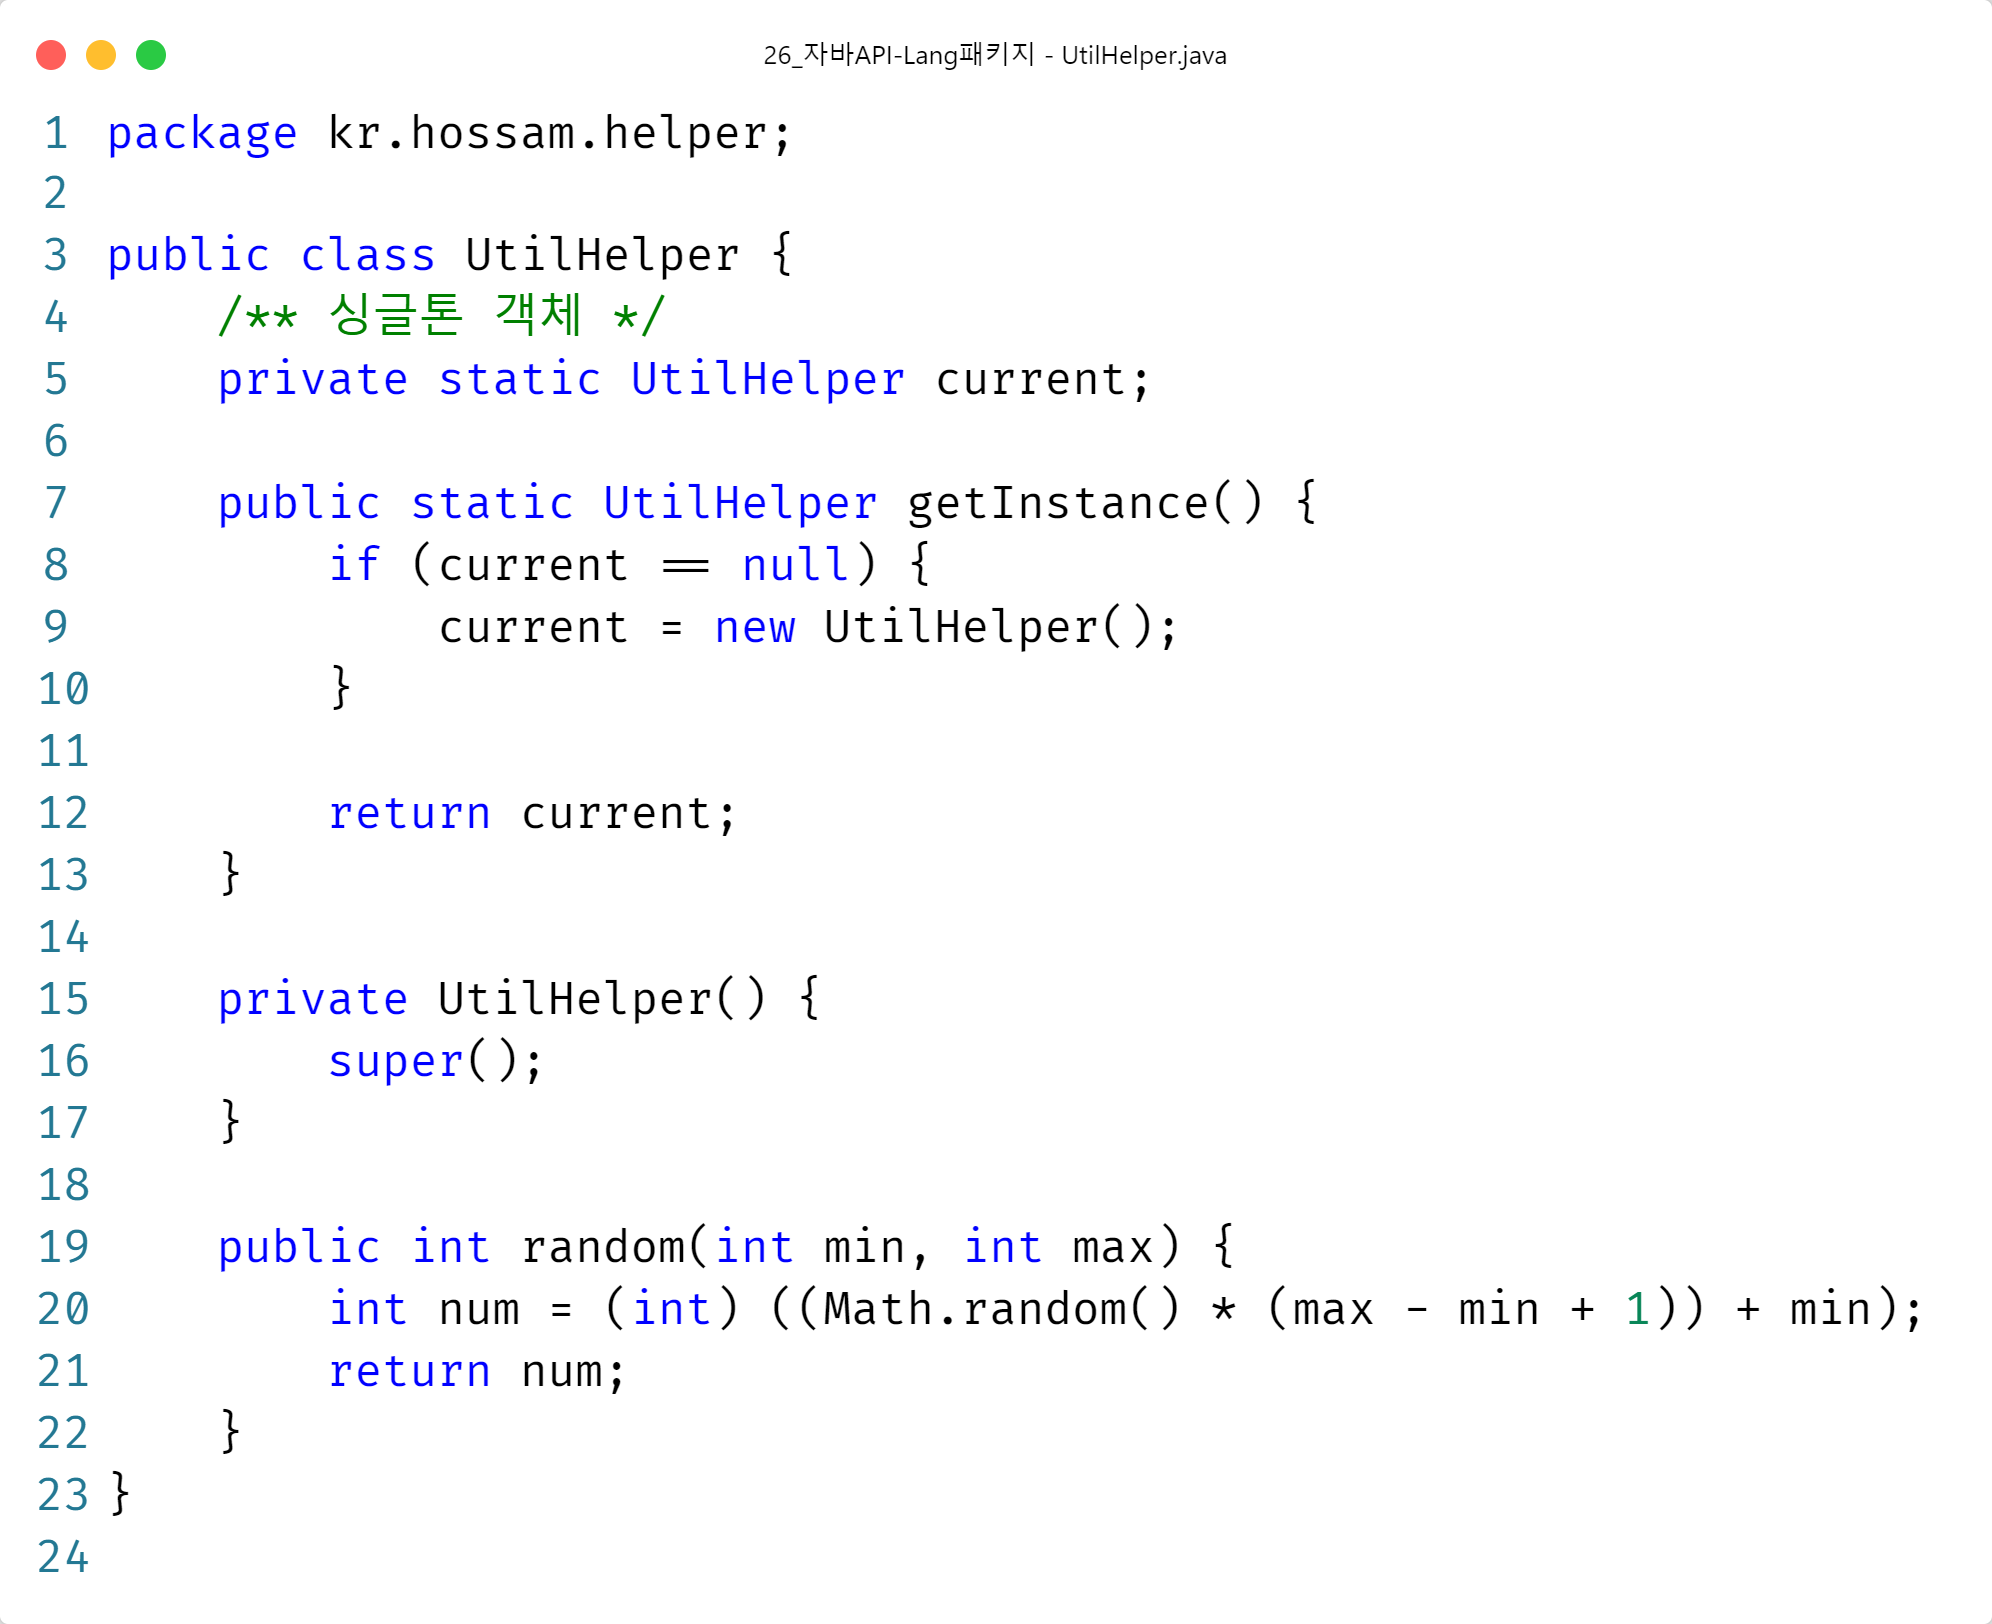 26_자바API-Lang패키지 - UtilHelper.java
1 package kr.hossam.helper;
2
3 public class UtilHelper {
4     /** 싱글톤 객체 */
5     private static UtilHelper current;
6
7     public static UtilHelper getInstance() {
8         if (current == null) {
9             current = new UtilHelper();
10         }
11
12         return current;
13     }
14
15     private UtilHelper() {
16         super();
17     }
18
19     public int random(int min, int max) {
20         int num = (int) ((Math.random() * (max - min + 1)) + min);
21         return num;
22     }
23 }
24